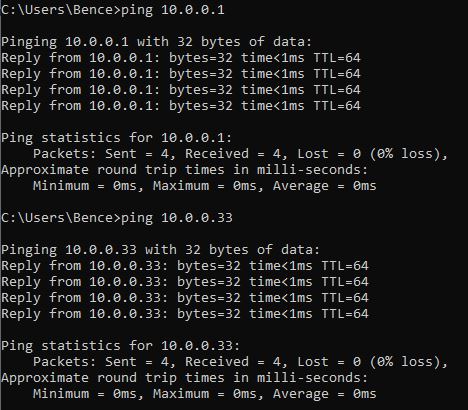 C:\Users\Bence>ping 10.0.0.1
Pinging 10.0.0.1 with 32 bytes of data:
Reply from 10.0.0.1: bytes=32 time<1ms TTL=64
Reply from 10.0.0.1: bytes=32 time<1ms TTL=64
Reply from 10.0.0.1: bytes=32 time<1ms TTL=64
Reply from 10.0.0.1: bytes=32 time<1ms TTL=64
Ping statistics for 10.0.0.1:
    Packets: Sent = 4, Received = 4, Lost = 0 (0% loss),
Approximate round trip times in milli-seconds:
    Minimum = 0ms, Maximum = 0ms, Average = 0ms
C:\Users\Bence>ping 10.0.0.33
Pinging 10.0.0.33 with 32 bytes of data:
Reply from 10.0.0.33: bytes=32 time<1ms TTL=64
Reply from 10.0.0.33: bytes=32 time<1ms TTL=64
Reply from 10.0.0.33: bytes=32 time<1ms TTL=64
Reply from 10.0.0.33: bytes=32 time<1ms TTL=64
Ping statistics for 10.0.0.33:
    Packets: Sent = 4, Received = 4, Lost = 0 (0% loss),
Approximate round trip times in milli-seconds:
    Minimum = 0ms, Maximum = 0ms, Average = 0ms